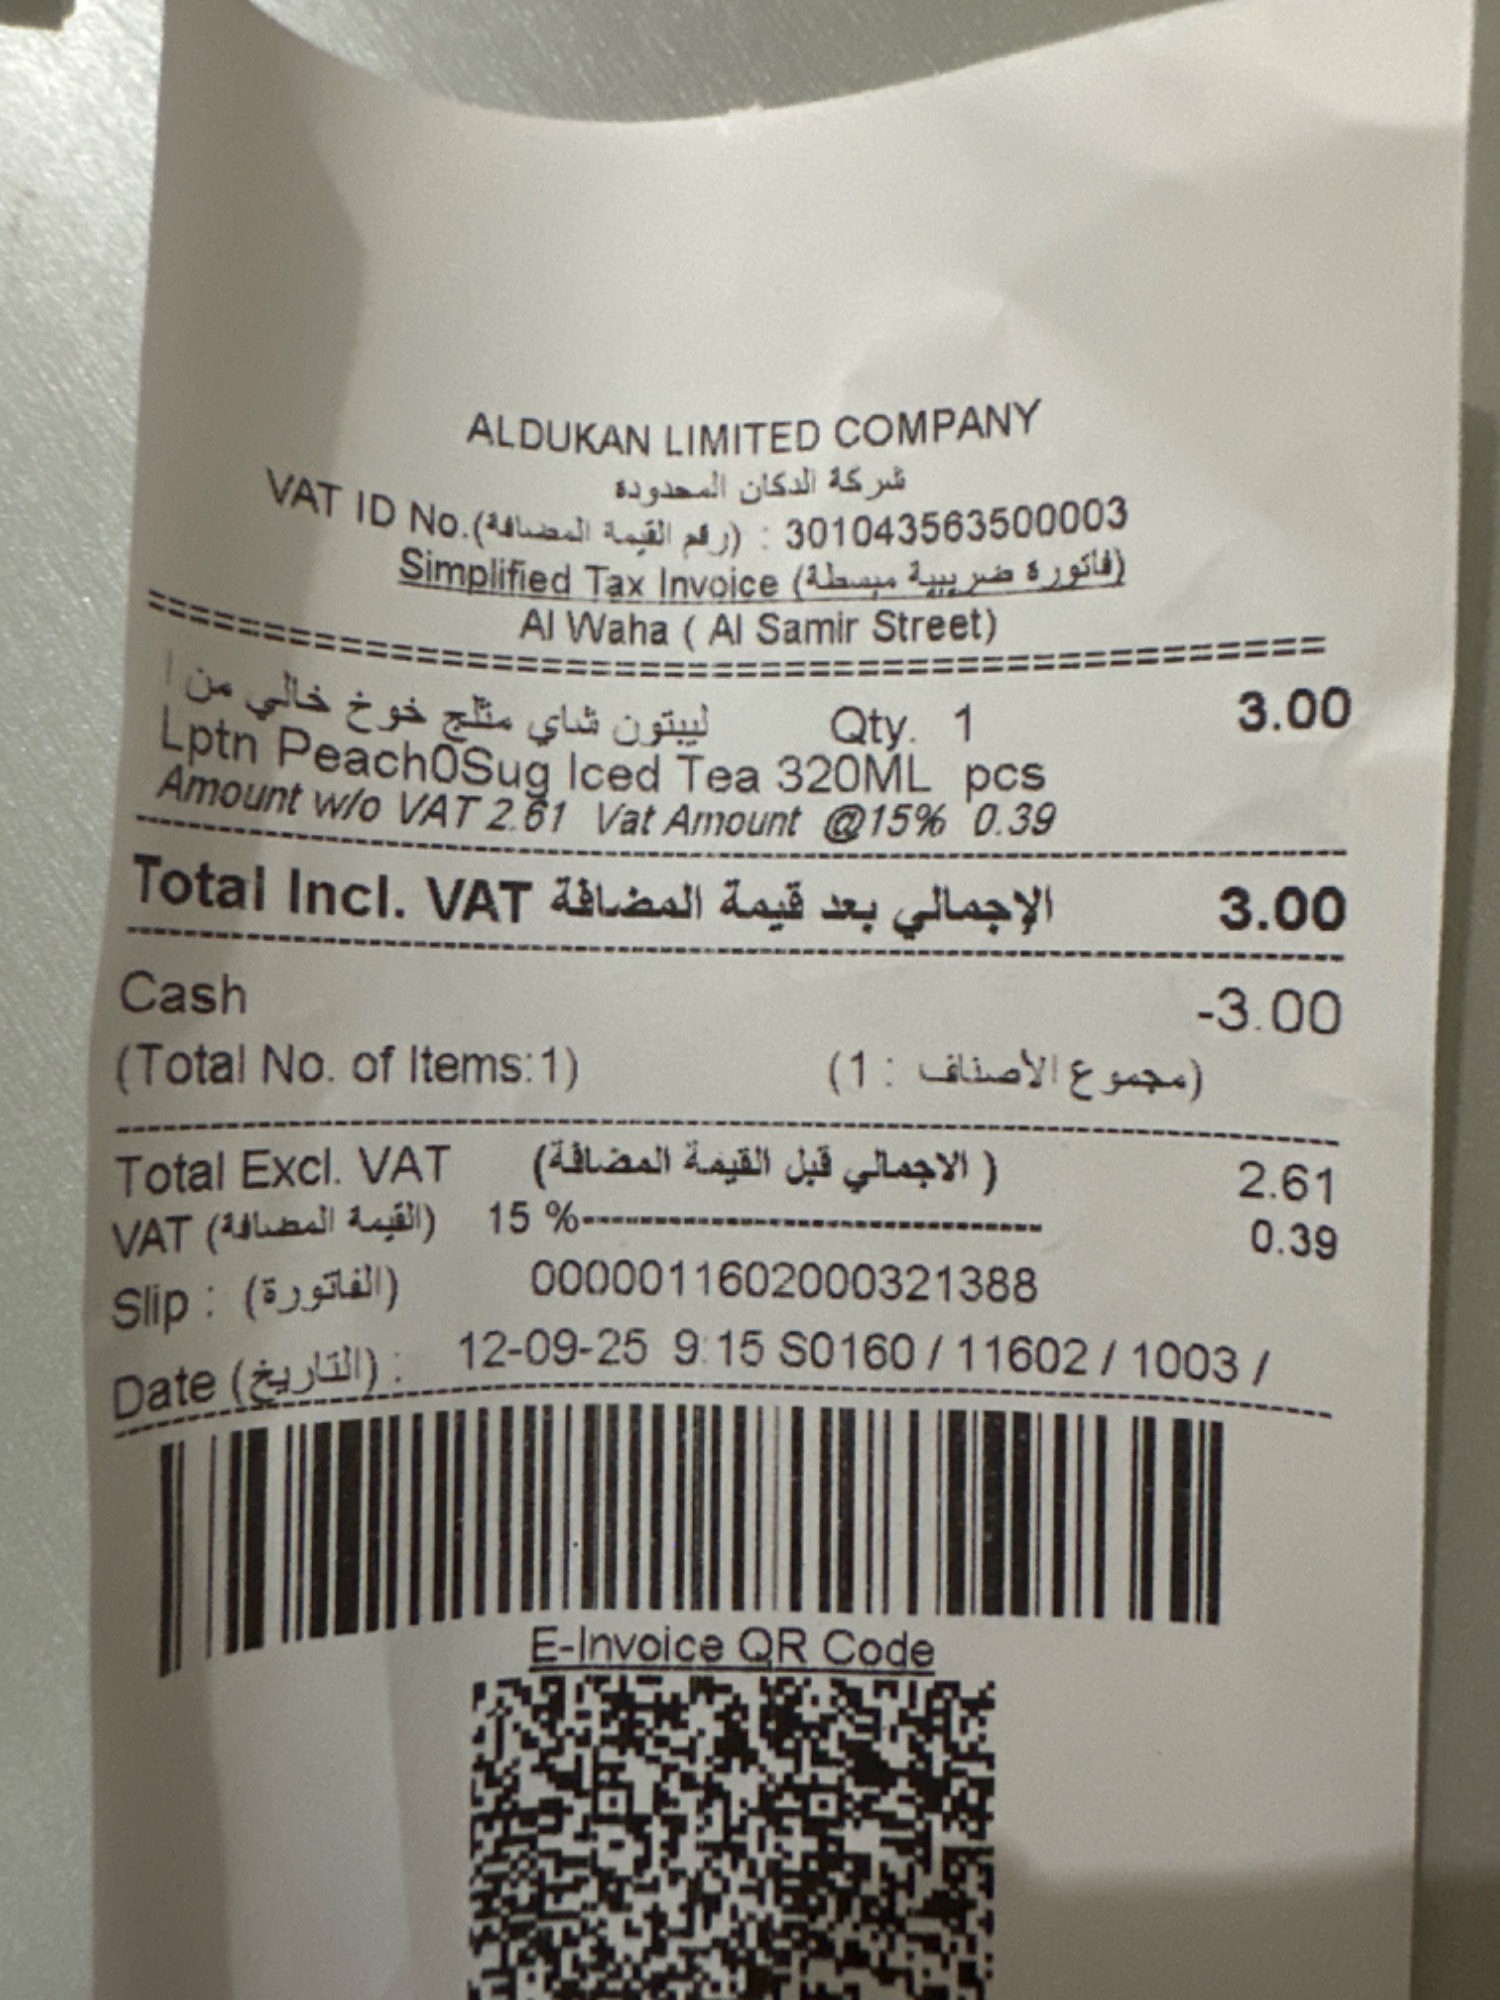 ALDUKAN LIMITED COMPANY
شركة الدكان المحدودة
VAT ID No.(رقم القيمة المضافة) : 301043563500003
Simplified Tax Invoice (فاتورة ضريبية مبسطة)
Al Waha ( Al Samir Street)
ليبتون شاي مثلج خوخ خالي من ا Qty. 1 3.00
Lptn Peach0Sug Iced Tea 320ML pcs
Amount w/o VAT 2.61 Vat Amount @15% 0.39
Total Incl. VAT الإجمالي بعد قيمة المضافة 3.00
Cash -3.00
(Total No. of Items:1) (مجموع الأصناف : 1)
Total Excl. VAT ( الاجمالي قبل القيمة المضافة) 2.61
VAT (القيمة المضافة) 15 %------------------------------ 0.39
Slip : (الفاتورة) 0000011602000321388
Date (التاريخ) : 12-09-25 9:15 S0160 / 11602 / 1003 /
E-Invoice QR Code